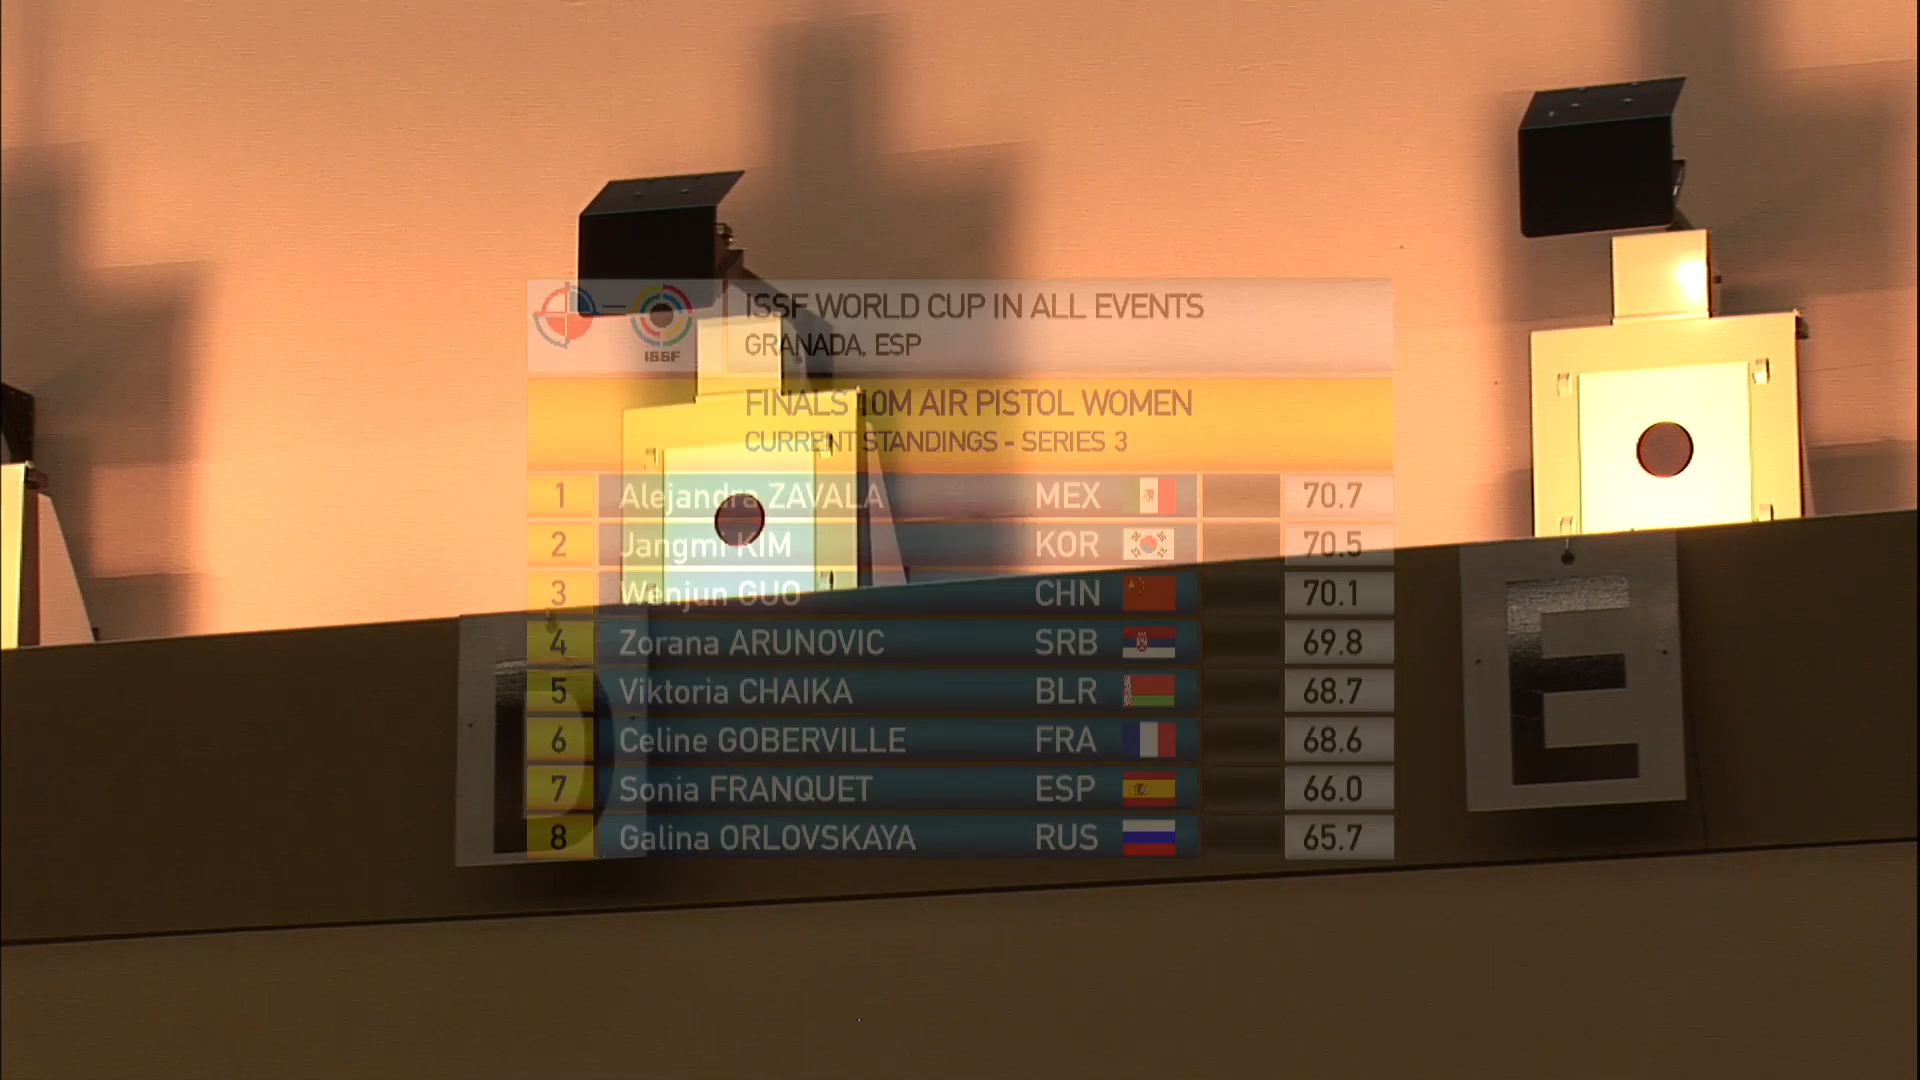 ISSF WORLD CUP IN ALL EVENTS
GRANADA, ESP
ISSF
FINALS 10M AIR PISTOL WOMEN
CURRENT STANDINGS - SERIES 3
1 Alejandra ZAVALA MEX 70.7
2 Jangmi KIM KOR 70.5
3 Wenjun GUO CHN 70.1
4 Zorana ARUNOVIC SRB 69.8
5 Viktoria CHAIKA BLR 68.7
6 Celine GOBERVILLE FRA 68.6
7 Sonia FRANQUET ESP 66.0
8 Galina ORLOVSKAYA RUS 65.7
D
E